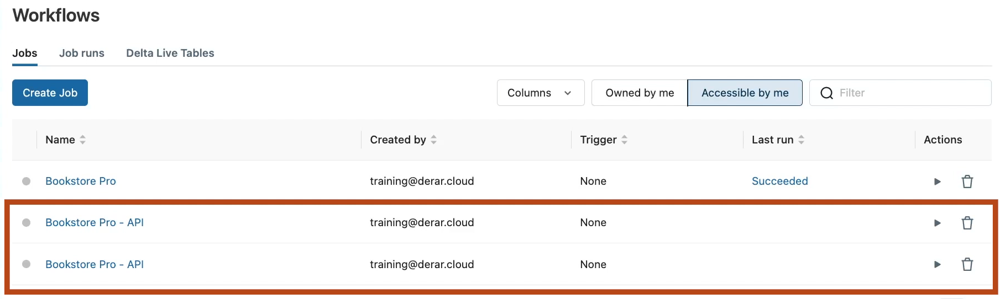 Workflows
Jobs Job runs Delta Live Tables
Create Job Columns Owned by me Accessible by me Filter
Name Created by Trigger Last run Actions
Bookstore Pro training@derar.cloud None Succeeded
Bookstore Pro - API training@derar.cloud None
Bookstore Pro - API training@derar.cloud None